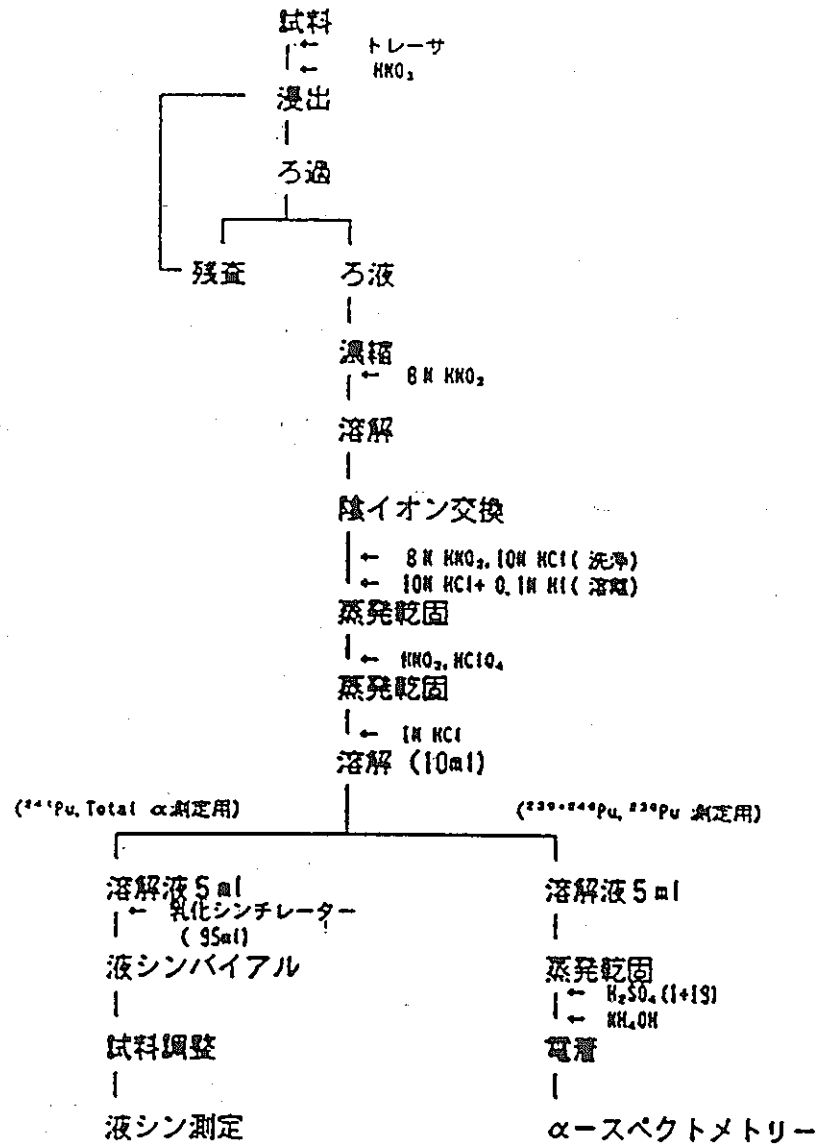 試料
トレーサ
HNO₃
浸出
ろ過
残査 ろ液
濃縮
8N HNO₃
溶解
陰イオン交換
8N HNO₃, 10N HCl (洗浄)
10N HCl + 0.1N HI (溶離)
蒸発乾固
HNO₃, HClO₄
蒸発乾固
1N HCl
溶解 (10ml)
(²⁴¹Pu, Total α測定用) (²³⁹⁺²⁴⁰Pu, Pu 測定用)
溶解液5ml 溶解液5ml
乳化シンチレーター
(95ml)
液シンバイアル 蒸発乾固
H₂SO₄ (1+19)
NH₄OH
試料調整 電着
液シン測定 α－スペクトメトリー